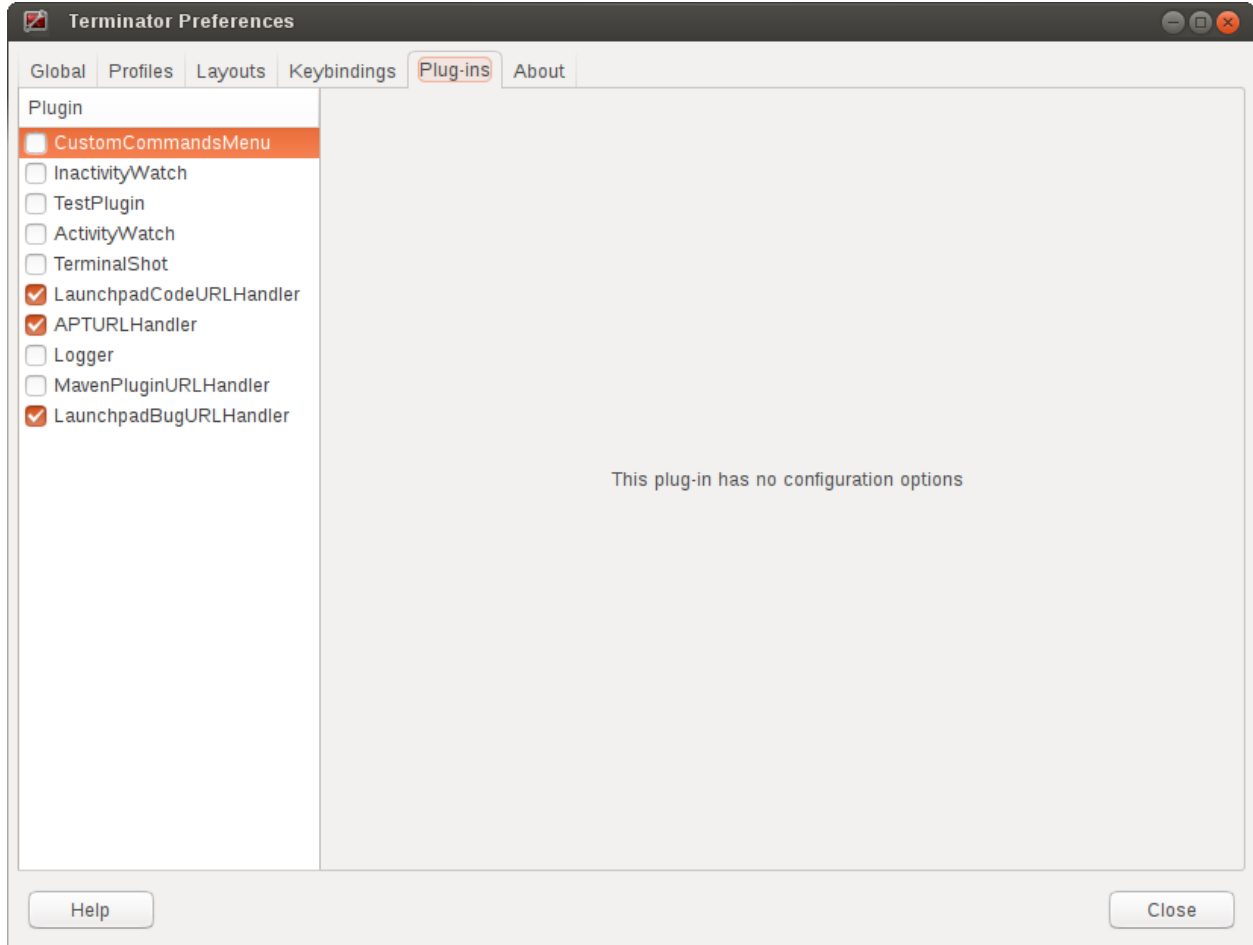 Terminator Preferences
Global Profiles Layouts Keybindings Plug-ins About
Plugin
CustomCommandsMenu
InactivityWatch
TestPlugin
ActivityWatch
TerminalShot
LaunchpadCodeURLHandler
APTURLHandler
Logger
MavenPluginURLHandler
LaunchpadBugURLHandler
This plug-in has no configuration options
Help Close